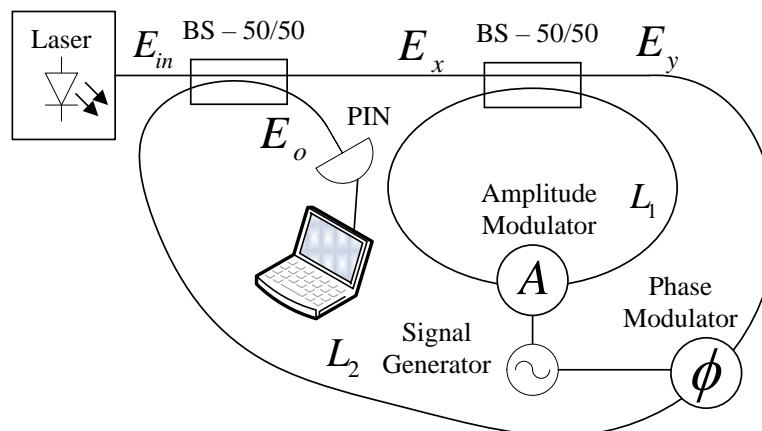 Laser
E_in
BS – 50/50
E_x
BS – 50/50
E_y
E_o
PIN
Amplitude
Modulator
L_1
A
Phase
Modulator
Signal
Generator
L_2
ϕ